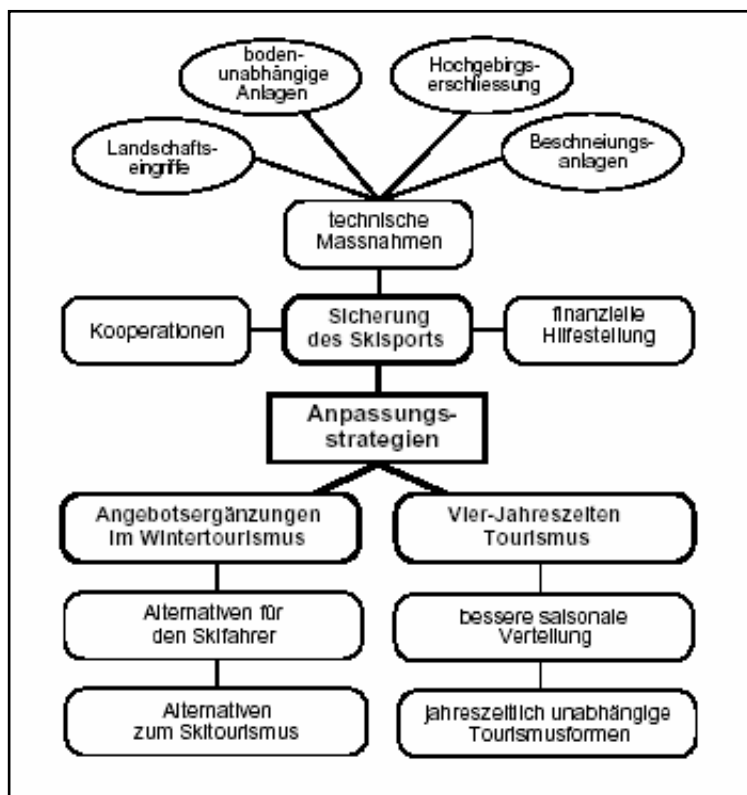 boden-
unabhängige
Anlagen
Hochgebirgs-
erschliessung
Landschafts-
eingriffe
Beschneiungs-
anlagen
technische
Massnahmen
Kooperationen
Sicherung
des Skisports
finanzielle
Hilfestellung
Anpassungs-
strategien
Angebotsergänzungen
im Wintertourismus
Vier-Jahreszeiten
Tourismus
Alternativen für
den Skifahrer
bessere saisonale
Verteilung
Alternativen
zum Skitourismus
jahreszeitlich unabhängige
Tourismusformen